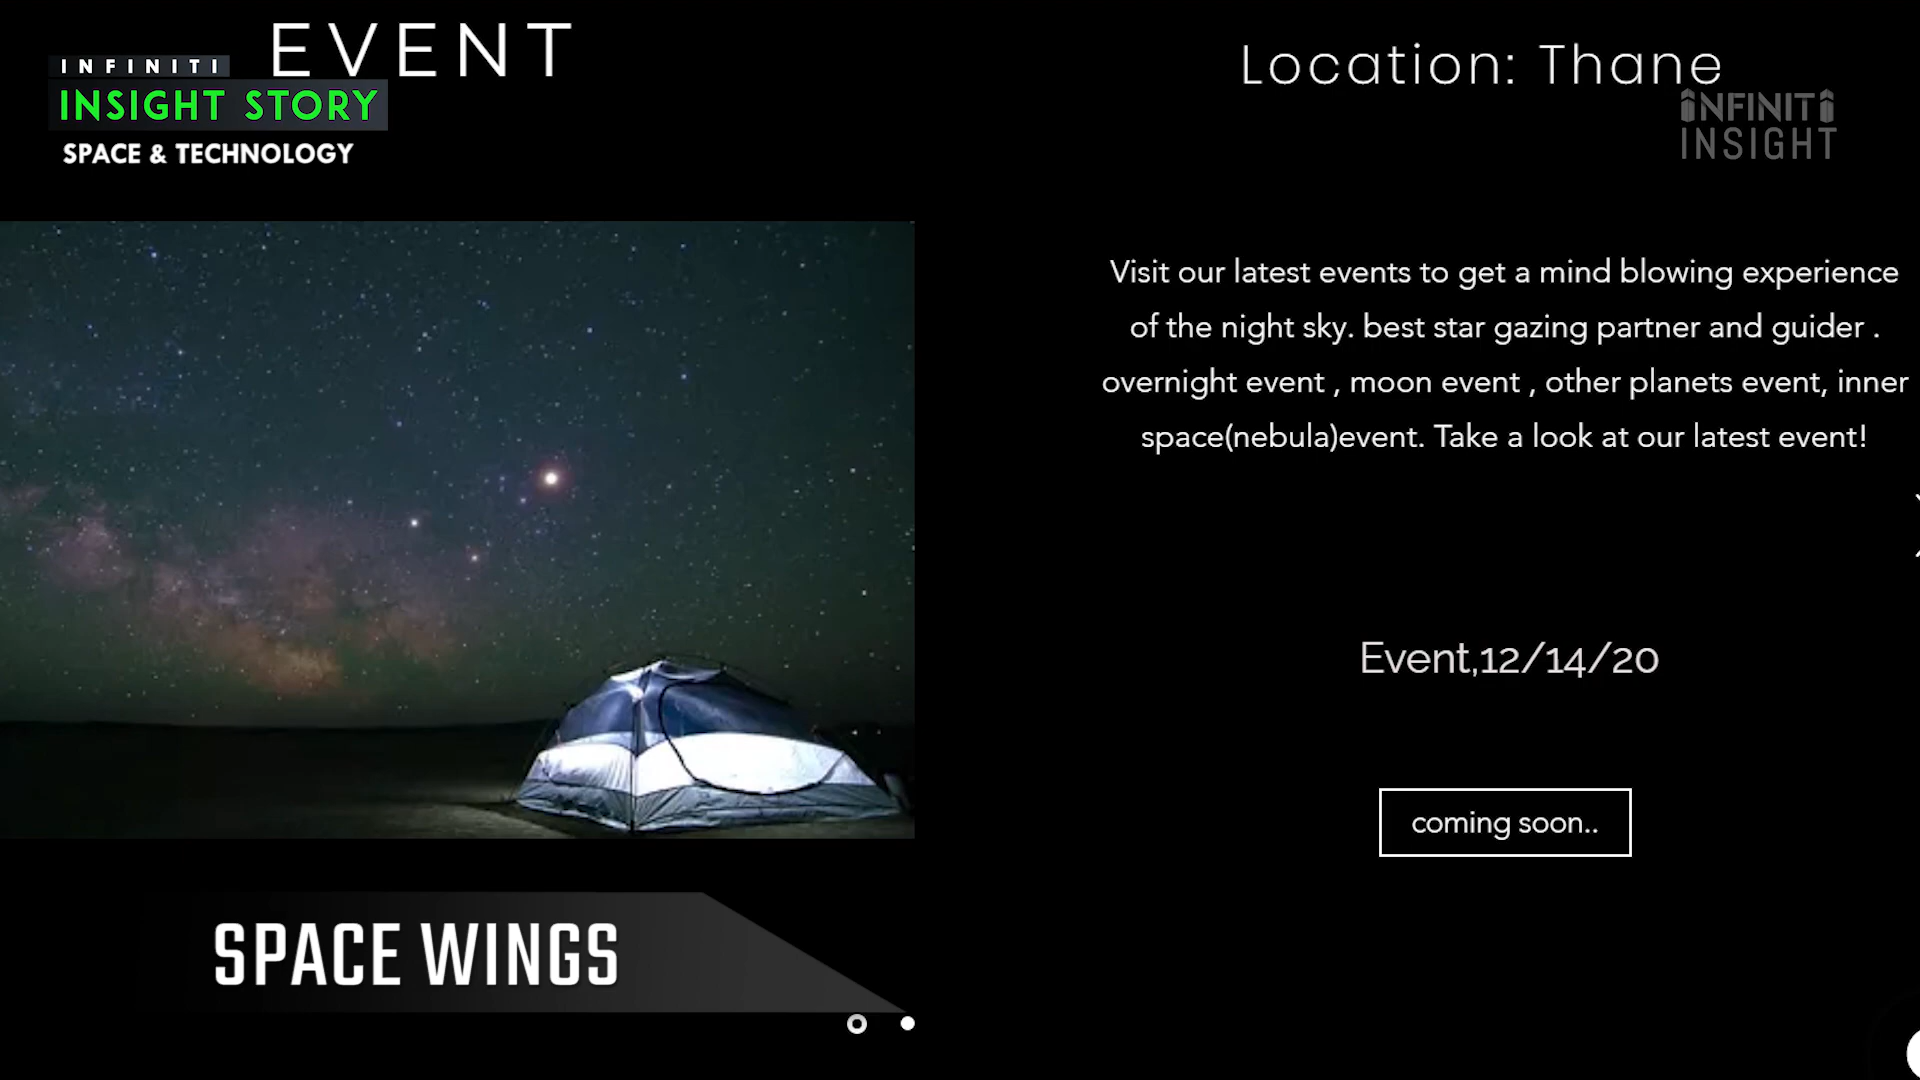 EVENT
INFINITI
INSIGHT STORY
SPACE & TECHNOLOGY
Location: Thane
INFINITI
INSIGHT
Visit our latest events to get a mind blowing experience
of the night sky. best star gazing partner and guider .
overnight event , moon event , other planets event, inner
space(nebula)event. Take a look at our latest event!
Event,12/14/20
coming soon..
SPACE WINGS